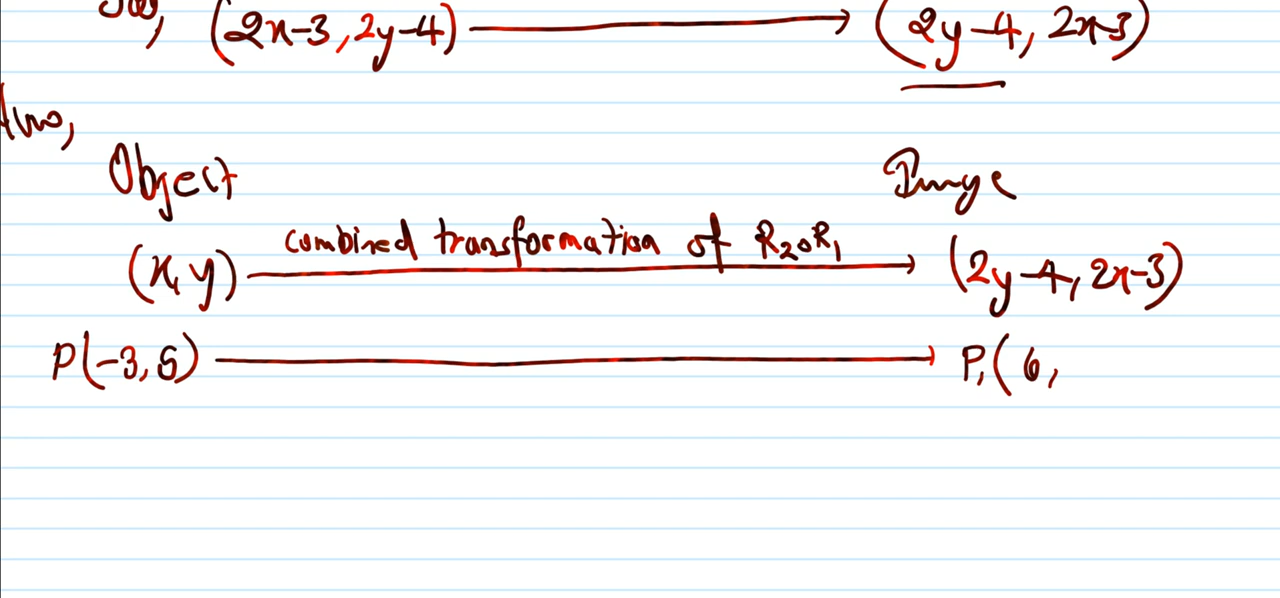 (2x-3, 2y-4) → (2y-4, 2x-3)
Object Image
(x, y) combined transformation of R₂oR₁ → (2y-4, 2x-3)
P(-3, 5) → P₁(6,